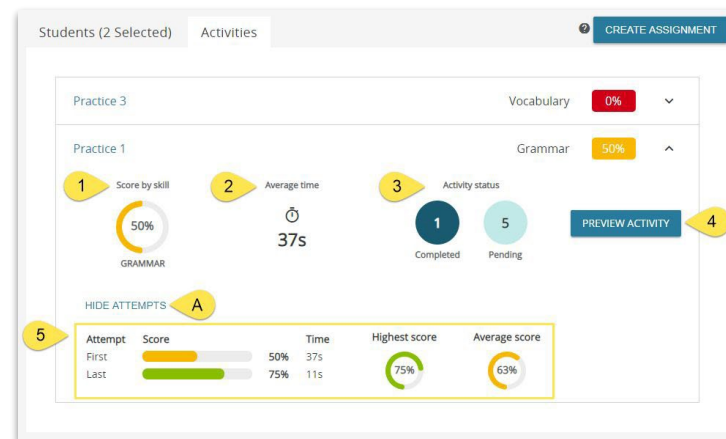 Students (2 Selected) Activities ? CREATE ASSIGNMENT
Practice 3 Vocabulary 0%
Practice 1 Grammar 50%
1 Score by skill 2 Average time 3 Activity status
50%
GRAMMAR
37s
1 5
Completed Pending
PREVIEW ACTIVITY 4
HIDE ATTEMPTS A
5
Attempt Score Time Highest score Average score
First 50% 37s
Last 75% 11s
75% 63%